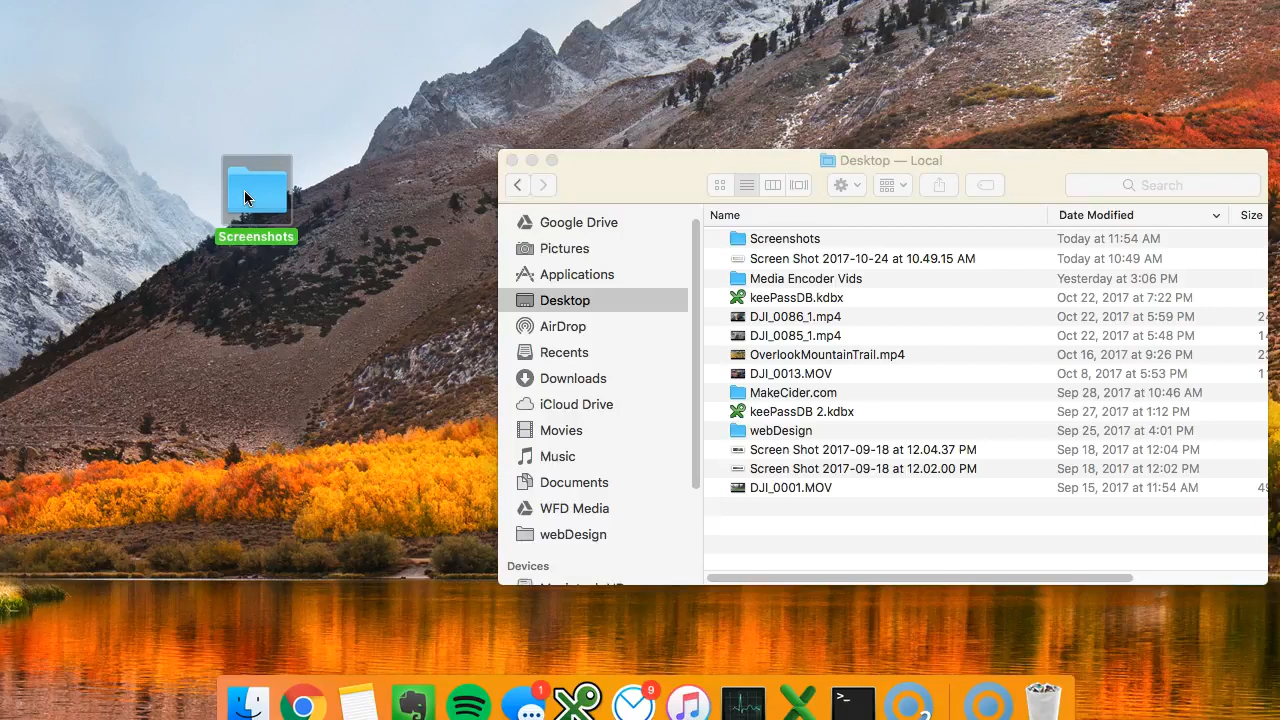 Screenshots
Desktop — Local
Search
Google Drive
Pictures
Applications
Desktop
AirDrop
Recents
Downloads
iCloud Drive
Movies
Music
Documents
WFD Media
webDesign
Devices
Name Date Modified Size
Screenshots Today at 11:54 AM
Screen Shot 2017-10-24 at 10.49.15 AM Today at 10:49 AM
Media Encoder Vids Yesterday at 3:06 PM
keePassDB.kdbx Oct 22, 2017 at 7:22 PM
DJI_0086_1.mp4 Oct 22, 2017 at 5:59 PM
DJI_0085_1.mp4 Oct 22, 2017 at 5:48 PM
OverlookMountainTrail.mp4 Oct 16, 2017 at 9:26 PM
DJI_0013.MOV Oct 8, 2017 at 5:53 PM
MakeCider.com Sep 28, 2017 at 10:46 AM
keePassDB 2.kdbx Sep 27, 2017 at 1:12 PM
webDesign Sep 25, 2017 at 4:01 PM
Screen Shot 2017-09-18 at 12.04.37 PM Sep 18, 2017 at 12:04 PM
Screen Shot 2017-09-18 at 12.02.00 PM Sep 18, 2017 at 12:02 PM
DJI_0001.MOV Sep 15, 2017 at 11:54 AM
1
9